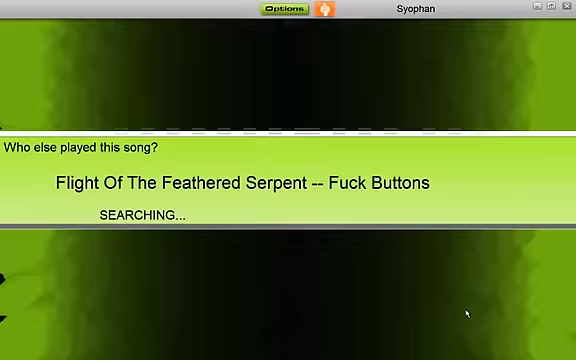 Options
Syophan
Who else played this song?
Flight Of The Feathered Serpent -- Fuck Buttons
SEARCHING...